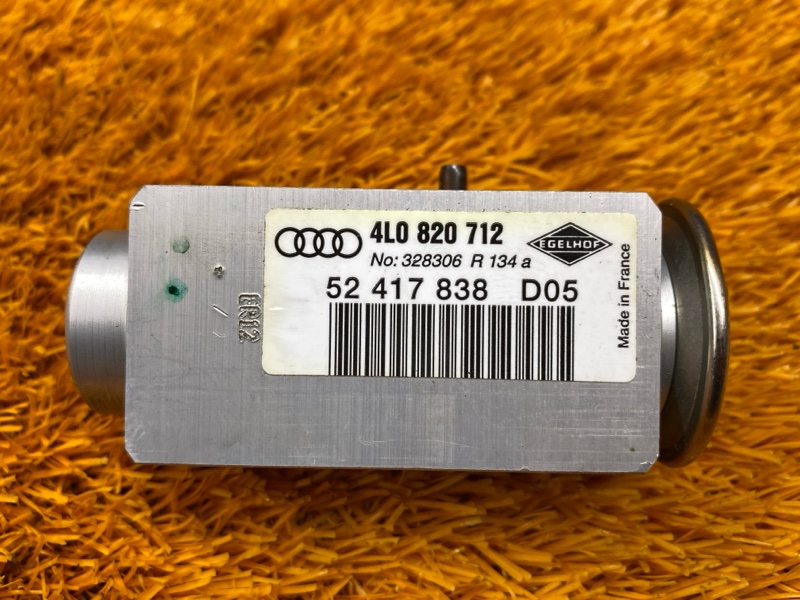 4L0 820 712
No: 328306 R 134 a
52 417 838 D05
EGELHOF
Made in France